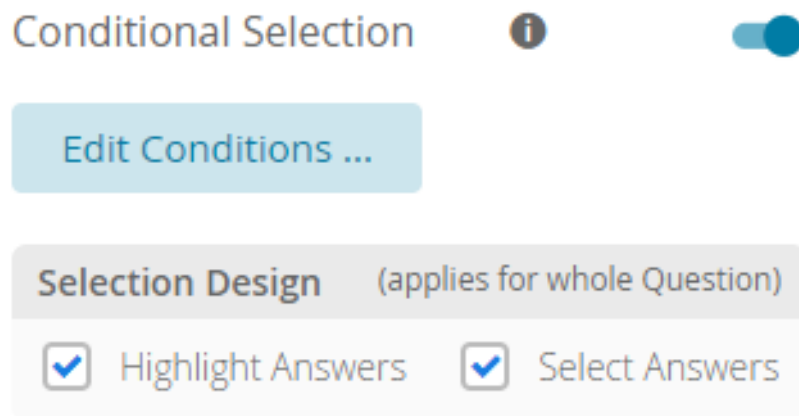 Conditional Selection
Edit Conditions ...
Selection Design (applies for whole Question)
Highlight Answers Select Answers